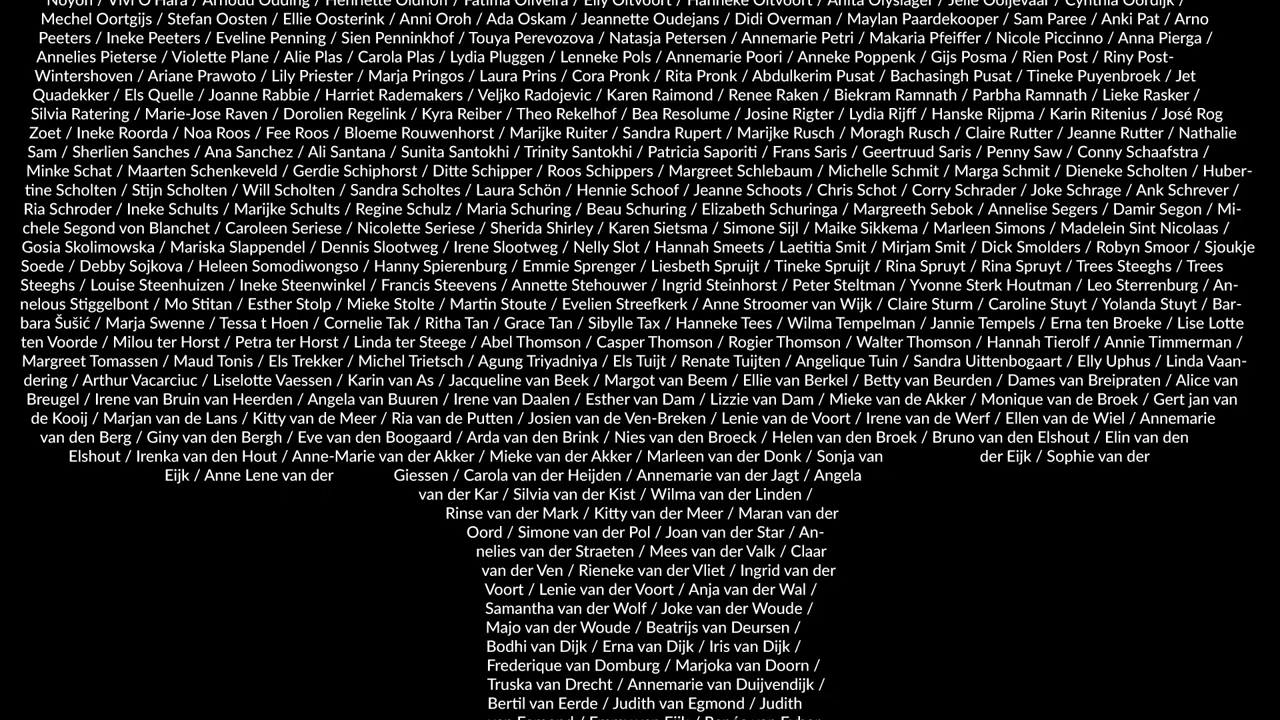 Noyon / Vivi O'Hara / Arnoud Odding / Henriette Oldhoff / Fatima Oliveira / Elly Oltvoort / Hanneke Oltvoort / Anita Olyslager / Jelle Ooijevaar / Cynthia Oordijk /
Mechel Oortgijs / Stefan Oosten / Ellie Oosterink / Anni Oroh / Ada Oskam / Jeannette Oudejans / Didi Overman / Maylan Paardekooper / Sam Paree / Anki Pat / Arno
Peeters / Ineke Peeters / Eveline Penning / Sien Penninkhof / Touya Perevozova / Natasja Petersen / Annemarie Petri / Makaria Pfeiffer / Nicole Piccinno / Anna Pierga /
Annelies Pieterse / Violette Plane / Alie Plas / Carola Plas / Lydia Pluggen / Lenneke Pols / Annemarie Poori / Anneke Poppenk / Gijs Posma / Rien Post / Riny Post-
Wintershoven / Ariane Prawoto / Lily Priester / Marja Pringos / Laura Prins / Cora Pronk / Rita Pronk / Abdulkerim Pusat / Bachasingh Pusat / Tineke Puyenbroek / Jet
Quadekker / Els Quelle / Joanne Rabbie / Harriet Rademakers / Veljko Radojevic / Karen Raimond / Renee Raken / Biekram Ramnath / Parbha Ramnath / Lieke Rasker /
Silvia Ratering / Marie-Jose Raven / Dorolien Regelink / Kyra Reiber / Theo Rekelhof / Bea Resolume / Josine Rigter / Lydia Rijff / Hanske Rijpma / Karin Ritenius / José Rog
Zoet / Ineke Roorda / Noa Roos / Fee Roos / Bloeme Rouwenhorst / Marijke Ruiter / Sandra Rupert / Marijke Rusch / Moragh Rusch / Claire Rutter / Jeanne Rutter / Nathalie
Sam / Sherlien Sanches / Ana Sanchez / Ali Santana / Sunita Santokhi / Trinity Santokhi / Patricia Saporiti / Frans Saris / Geertruud Saris / Penny Saw / Conny Schaafstra /
Minke Schat / Maarten Schenkeveld / Gerdie Schiphorst / Ditte Schipper / Roos Schippers / Margreet Schlebaum / Michelle Schmit / Marga Schmit / Dieneke Scholten / Huber-
tine Scholten / Stijn Scholten / Will Scholten / Sandra Scholtes / Laura Schön / Hennie Schoof / Jeanne Schoots / Chris Schot / Corry Schrader / Joke Schrage / Ank Schrever /
Ria Schroder / Ineke Schults / Marijke Schults / Regine Schulz / Maria Schuring / Beau Schuring / Elizabeth Schuringa / Margreeth Sebok / Annelise Segers / Damir Segon / Mi-
chele Segond von Blanchet / Caroleen Seriese / Nicolette Seriese / Sherida Shirley / Karen Sietsma / Simone Sijl / Maike Sikkema / Marleen Simons / Madelein Sint Nicolaas /
Gosia Skolimowska / Mariska Slappendel / Dennis Slootweg / Irene Slootweg / Nelly Slot / Hannah Smeets / Laetitia Smit / Mirjam Smit / Dick Smolders / Robyn Smoor / Sjoukje
Soede / Debby Sojkova / Heleen Somodiwongso / Hanny Spierenburg / Emmie Sprenger / Liesbeth Spruijt / Tineke Spruijt / Rina Spruyt / Rina Spruyt / Trees Steeghs / Trees
Steeghs / Louise Steenhuizen / Ineke Steenwinkel / Francis Steevens / Annette Stehouwer / Ingrid Steinhorst / Peter Steltman / Yvonne Sterk Houtman / Leo Sterrenburg / An-
nelous Stiggelbont / Mo Stitan / Esther Stolp / Mieke Stolte / Martin Stoute / Evelien Streefkerk / Anne Stroomer van Wijk / Claire Sturm / Caroline Stuyt / Yolanda Stuyt / Bar-
bara Šušić / Marja Swenne / Tessa t Hoen / Cornelie Tak / Ritha Tan / Grace Tan / Sibylle Tax / Hanneke Tees / Wilma Tempelman / Jannie Tempels / Erna ten Broeke / Lise Lotte
ten Voorde / Milou ter Horst / Petra ter Horst / Linda ter Steege / Abel Thomson / Casper Thomson / Rogier Thomson / Walter Thomson / Hannah Tierolf / Annie Timmerman /
Margreet Tomassen / Maud Tonis / Els Trekker / Michel Trietsch / Agung Triyadniya / Els Tuijt / Renate Tuijten / Angelique Tuin / Sandra Uittenbogaart / Elly Uphus / Linda Vaan-
dering / Arthur Vacarciuc / Liselotte Vaessen / Karin van As / Jacqueline van Beek / Margot van Beem / Ellie van Berkel / Betty van Beurden / Dames van Breipraten / Alice van
Breugel / Irene van Bruin van Heerden / Angela van Buuren / Irene van Daalen / Esther van Dam / Lizzie van Dam / Mieke van de Akker / Monique van de Broek / Gert jan van
de Kooij / Marjan van de Lans / Kitty van de Meer / Ria van de Putten / Josien van de Ven-Breken / Lenie van de Voort / Irene van de Werf / Ellen van de Wiel / Annemarie
van den Berg / Giny van den Bergh / Eve van den Boogaard / Arda van den Brink / Nies van den Broeck / Helen van den Broek / Bruno van den Elshout / Elin van den
Elshout / Irenka van den Hout / Anne-Marie van der Akker / Mieke van der Akker / Marleen van der Donk / Sonja van der Eijk / Sophie van der
Eijk / Anne Lene van der Giessen / Carola van der Heijden / Annemarie van der Jagt / Angela
van der Kar / Silvia van der Kist / Wilma van der Linden /
Rinse van der Mark / Kitty van der Meer / Maran van der
Oord / Simone van der Pol / Joan van der Star / An-
nelies van der Straeten / Mees van der Valk / Claar
van der Ven / Rieneke van der Vliet / Ingrid van der
Voort / Lenie van der Voort / Anja van der Wal /
Samantha van der Wolf / Joke van der Woude /
Majo van der Woude / Beatrijs van Deursen /
Bodhi van Dijk / Erna van Dijk / Iris van Dijk /
Frederique van Domburg / Marjoka van Doorn /
Truska van Drecht / Annemarie van Duijvendijk /
Bertil van Eerde / Judith van Egmond / Judith